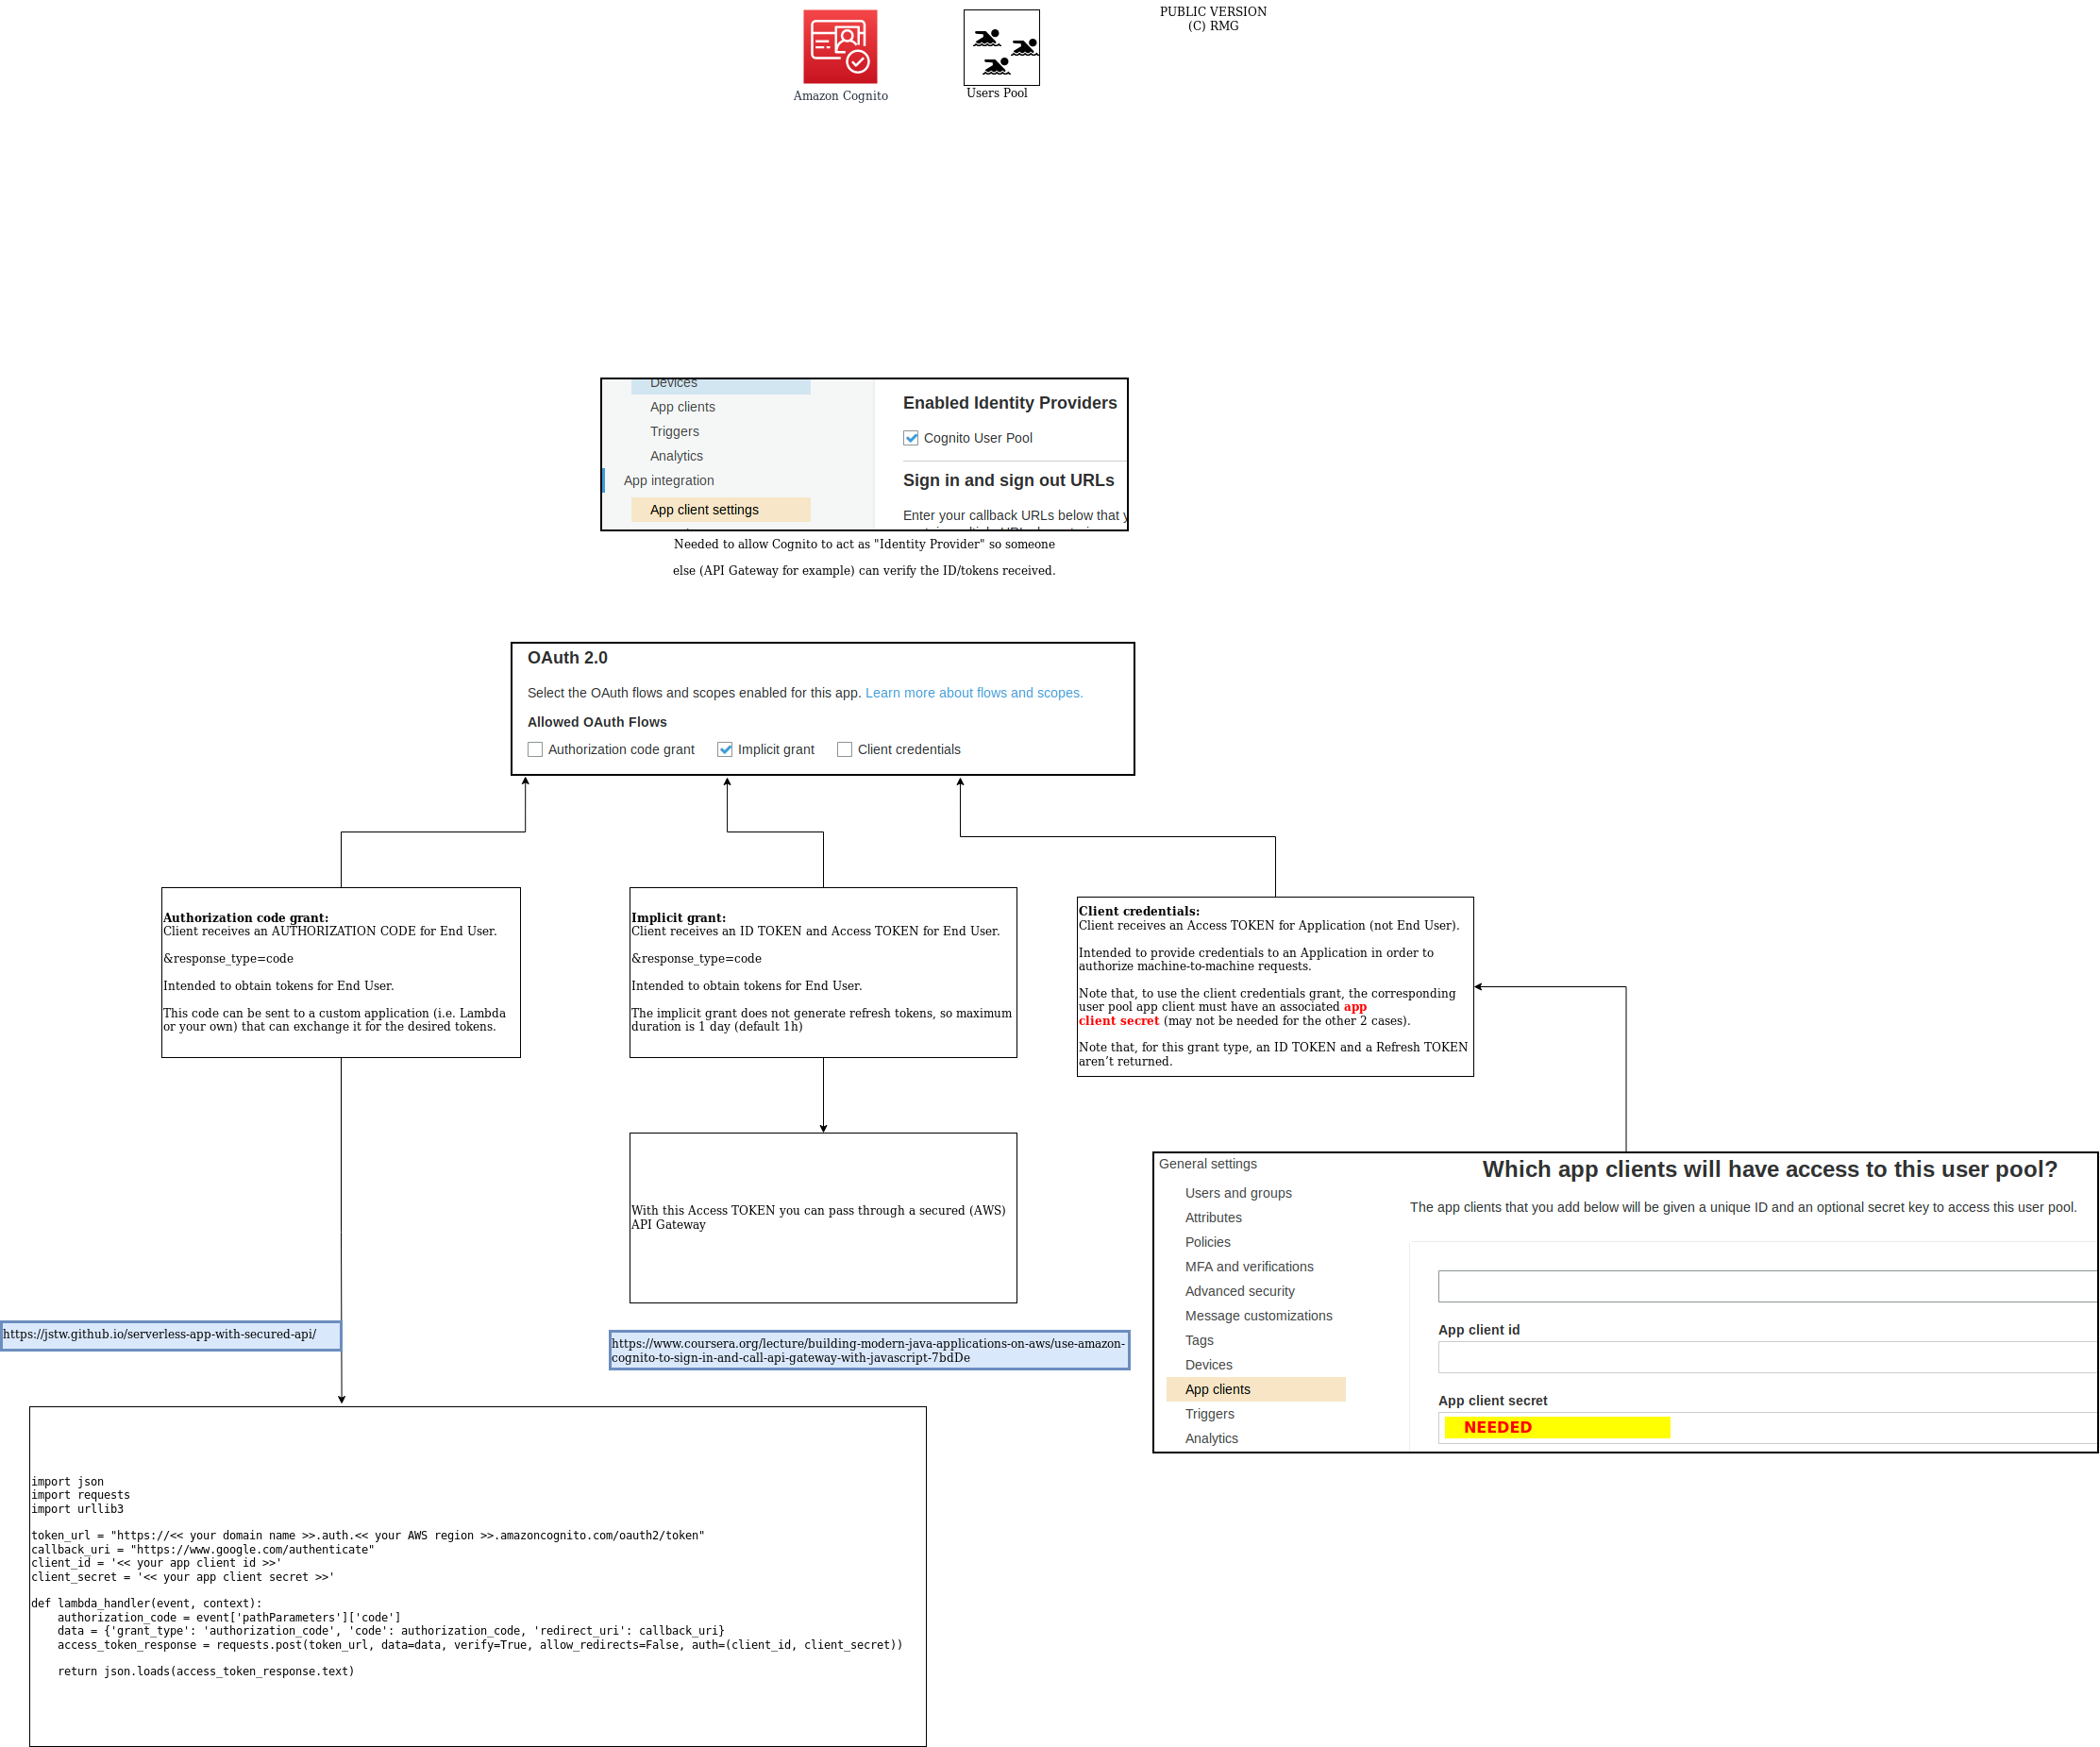 PUBLIC VERSION
(C) RMG
Amazon Cognito
Users Pool
Devices
App clients
Triggers
Analytics
App integration
App client settings
Enabled Identity Providers
Cognito User Pool
Sign in and sign out URLs
Enter your callback URLs below that y
Needed to allow Cognito to act as "Identity Provider" so someone
else (API Gateway for example) can verify the ID/tokens received.
OAuth 2.0
Select the OAuth flows and scopes enabled for this app. Learn more about flows and scopes.
Allowed OAuth Flows
Authorization code grant Implicit grant Client credentials
Authorization code grant:
Client receives an AUTHORIZATION CODE for End User.
&response_type=code
Intended to obtain tokens for End User.
This code can be sent to a custom application (i.e. Lambda
or your own) that can exchange it for the desired tokens.
Implicit grant:
Client receives an ID TOKEN and Access TOKEN for End User.
&response_type=code
Intended to obtain tokens for End User.
The implicit grant does not generate refresh tokens, so maximum
duration is 1 day (default 1h)
Client credentials:
Client receives an Access TOKEN for Application (not End User).
Intended to provide credentials to an Application in order to
authorize machine-to-machine requests.
Note that, to use the client credentials grant, the corresponding
user pool app client must have an associated app
client secret (may not be needed for the other 2 cases).
Note that, for this grant type, an ID TOKEN and a Refresh TOKEN
aren’t returned.
With this Access TOKEN you can pass through a secured (AWS)
API Gateway
General settings
Users and groups
Attributes
Policies
MFA and verifications
Advanced security
Message customizations
Tags
Devices
App clients
Triggers
Analytics
Which app clients will have access to this user pool?
The app clients that you add below will be given a unique ID and an optional secret key to access this user pool.
App client id
App client secret
NEEDED
https://jstw.github.io/serverless-app-with-secured-api/
https://www.coursera.org/lecture/building-modern-java-applications-on-aws/use-amazon-
cognito-to-sign-in-and-call-api-gateway-with-javascript-7bdDe
import json
import requests
import urllib3
token_url = "https://<< your domain name >>.auth.<< your AWS region >>.amazoncognito.com/oauth2/token"
callback_uri = "https://www.google.com/authenticate"
client_id = '<< your app client id >>'
client_secret = '<< your app client secret >>'
def lambda_handler(event, context):
    authorization_code = event['pathParameters']['code']
    data = {'grant_type': 'authorization_code', 'code': authorization_code, 'redirect_uri': callback_uri}
    access_token_response = requests.post(token_url, data=data, verify=True, allow_redirects=False, auth=(client_id, client_secret))
    return json.loads(access_token_response.text)